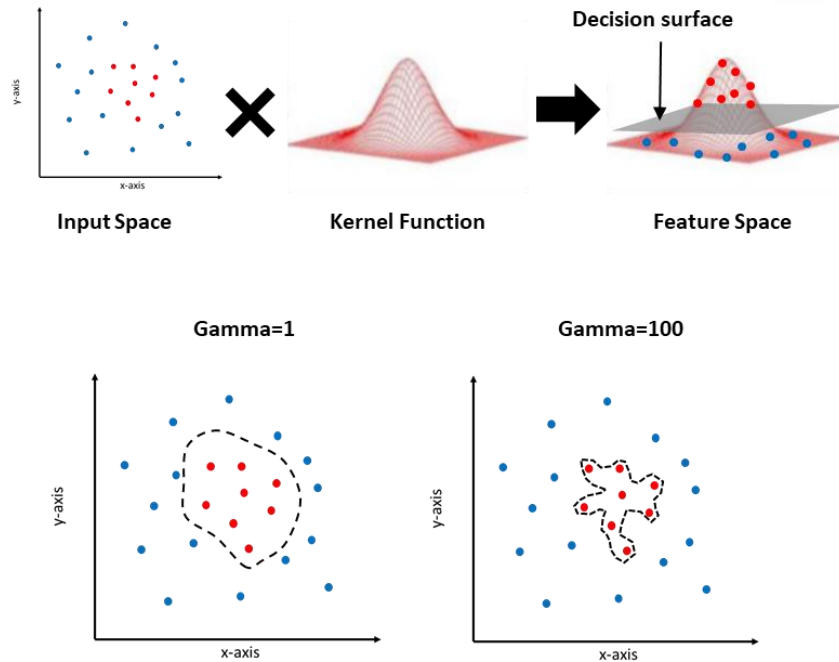 Decision surface
y-axis
x-axis
Input Space
Kernel Function
Feature Space
Gamma=1
Gamma=100
y-axis
x-axis
y-axis
x-axis